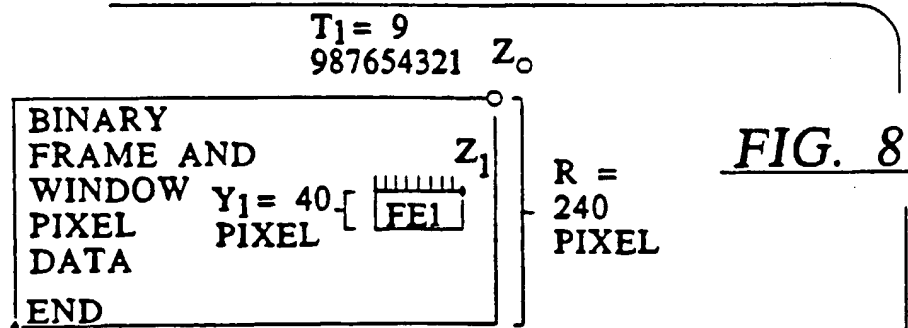 T1 = 9
987654321 Zo
BINARY
FRAME AND
WINDOW
PIXEL
DATA
END
Y1 = 40
PIXEL
Z1
FE1
R =
240
PIXEL
FIG. 8